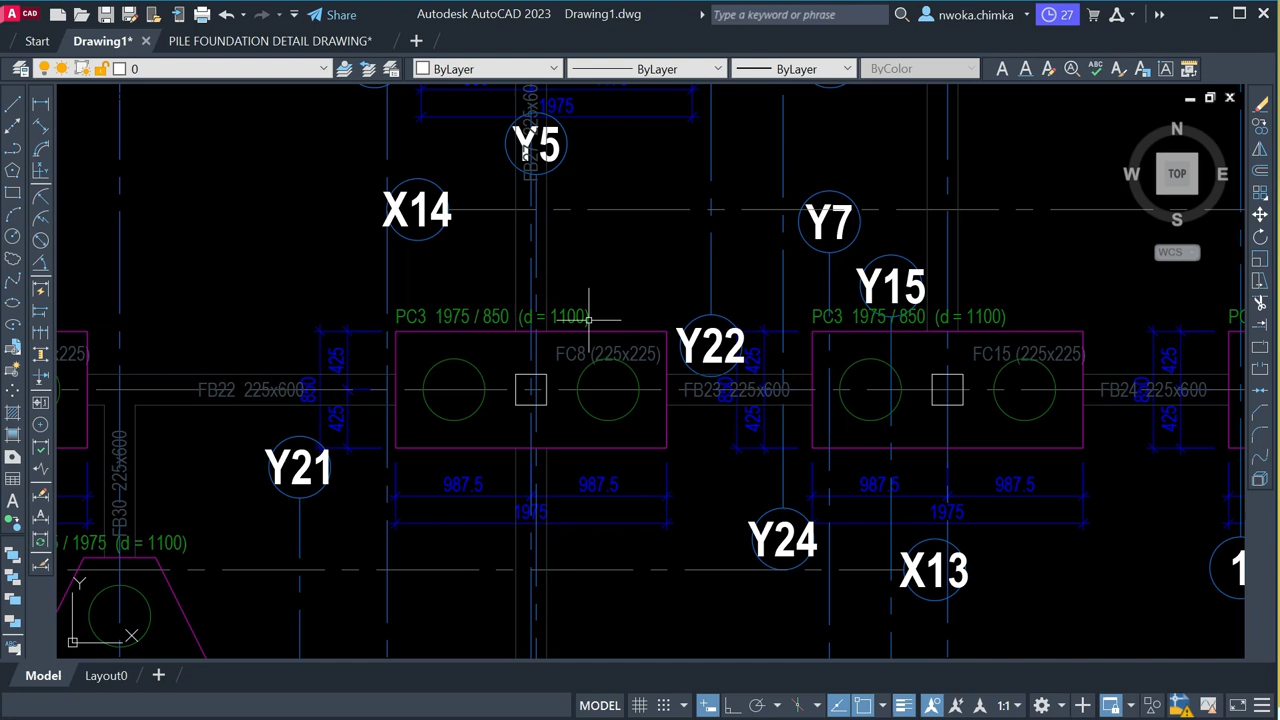 CAD
Share
Autodesk AutoCAD 2023 Drawing1.dwg
Type a keyword or phrase
nwoka.chimka
27
Start
Drawing1*
PILE FOUNDATION DETAIL DRAWING*
0
ByLayer
ByLayer
ByLayer
ByColor
1975
Y5
X14
Y7
Y15
N
W
TOP
E
S
WCS
PC3 1975 / 850 (d = 1100)
PC3 1975 / 850 (d = 1100)
Y22
FC8 (225x225)
FC15 (225x225)
425
850
425
FB22 225x600
FB23 225x600
FB24 225x600
425
850
425
425
850
425
Y21
FB30 225x600
987.5
987.5
1975
987.5
987.5
1975
/ 1975 (d = 1100)
Y24
X13
1
Y
X
Model
Layout0
MODEL
1:1